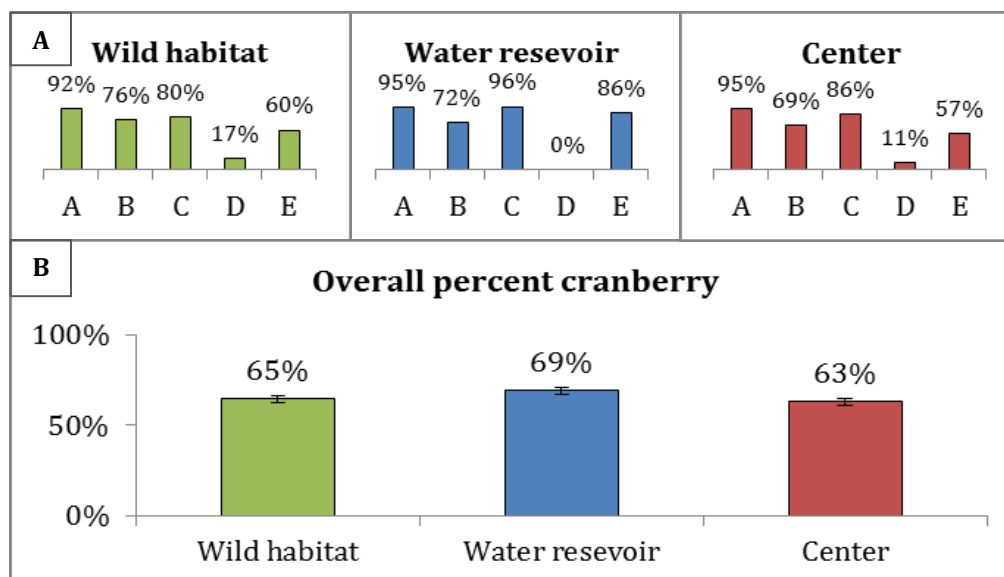 A
Wild habitat
92% 76% 80% 17% 60%
A B C D E
Water resevoir
95% 72% 96% 0% 86%
A B C D E
Center
95% 69% 86% 11% 57%
A B C D E
B
Overall percent cranberry
100%
50%
0%
65% 69% 63%
Wild habitat Water resevoir Center